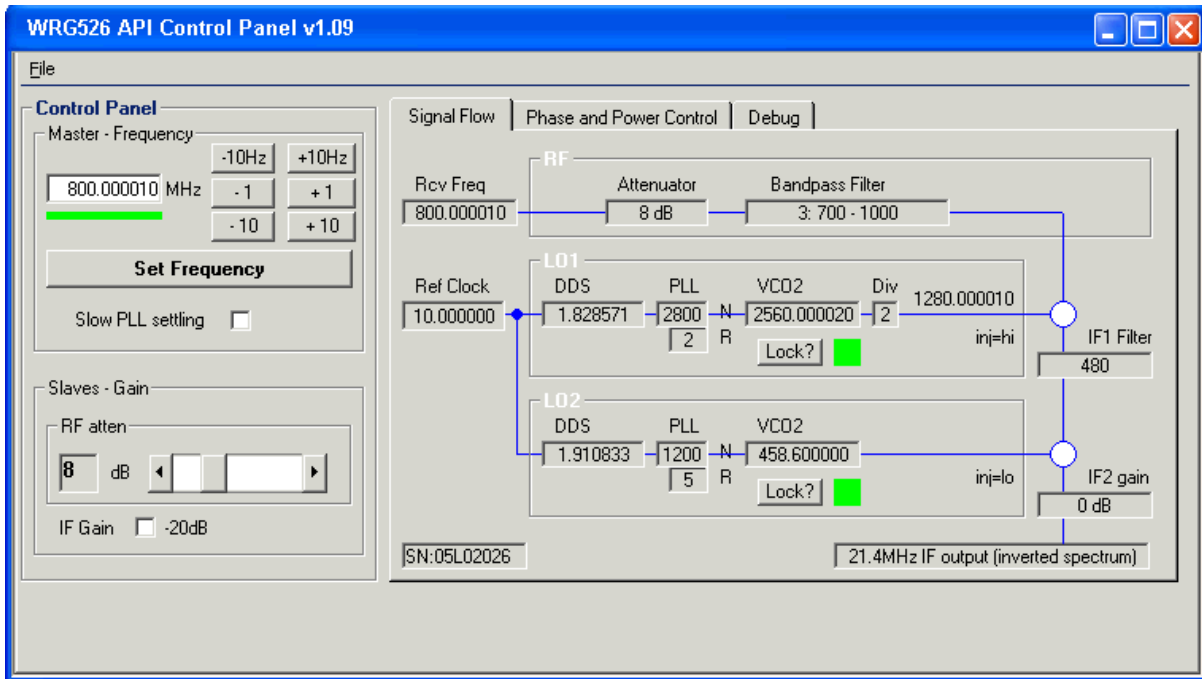 WRG526 API Control Panel v1.09
File
Control Panel
Master - Frequency
800.000010 MHz
-10Hz +10Hz
- 1 + 1
- 10 + 10
Set Frequency
Slow PLL settling
Slaves - Gain
RF atten
8 dB
IF Gain -20dB
Signal Flow Phase and Power Control Debug
RF
Rcv Freq Attenuator Bandpass Filter
800.000010 8 dB 3: 700 - 1000
LO1
Ref Clock DDS PLL VCO2 Div 1280.000010
10.000000 1.828571 2800 N 2560.000020 2
2 R Lock? inj=hi IF1 Filter
480
LO2
DDS PLL VCO2
1.910833 1200 N 458.600000
5 R Lock? inj=lo IF2 gain
0 dB
SN:05L02026 21.4MHz IF output (inverted spectrum)